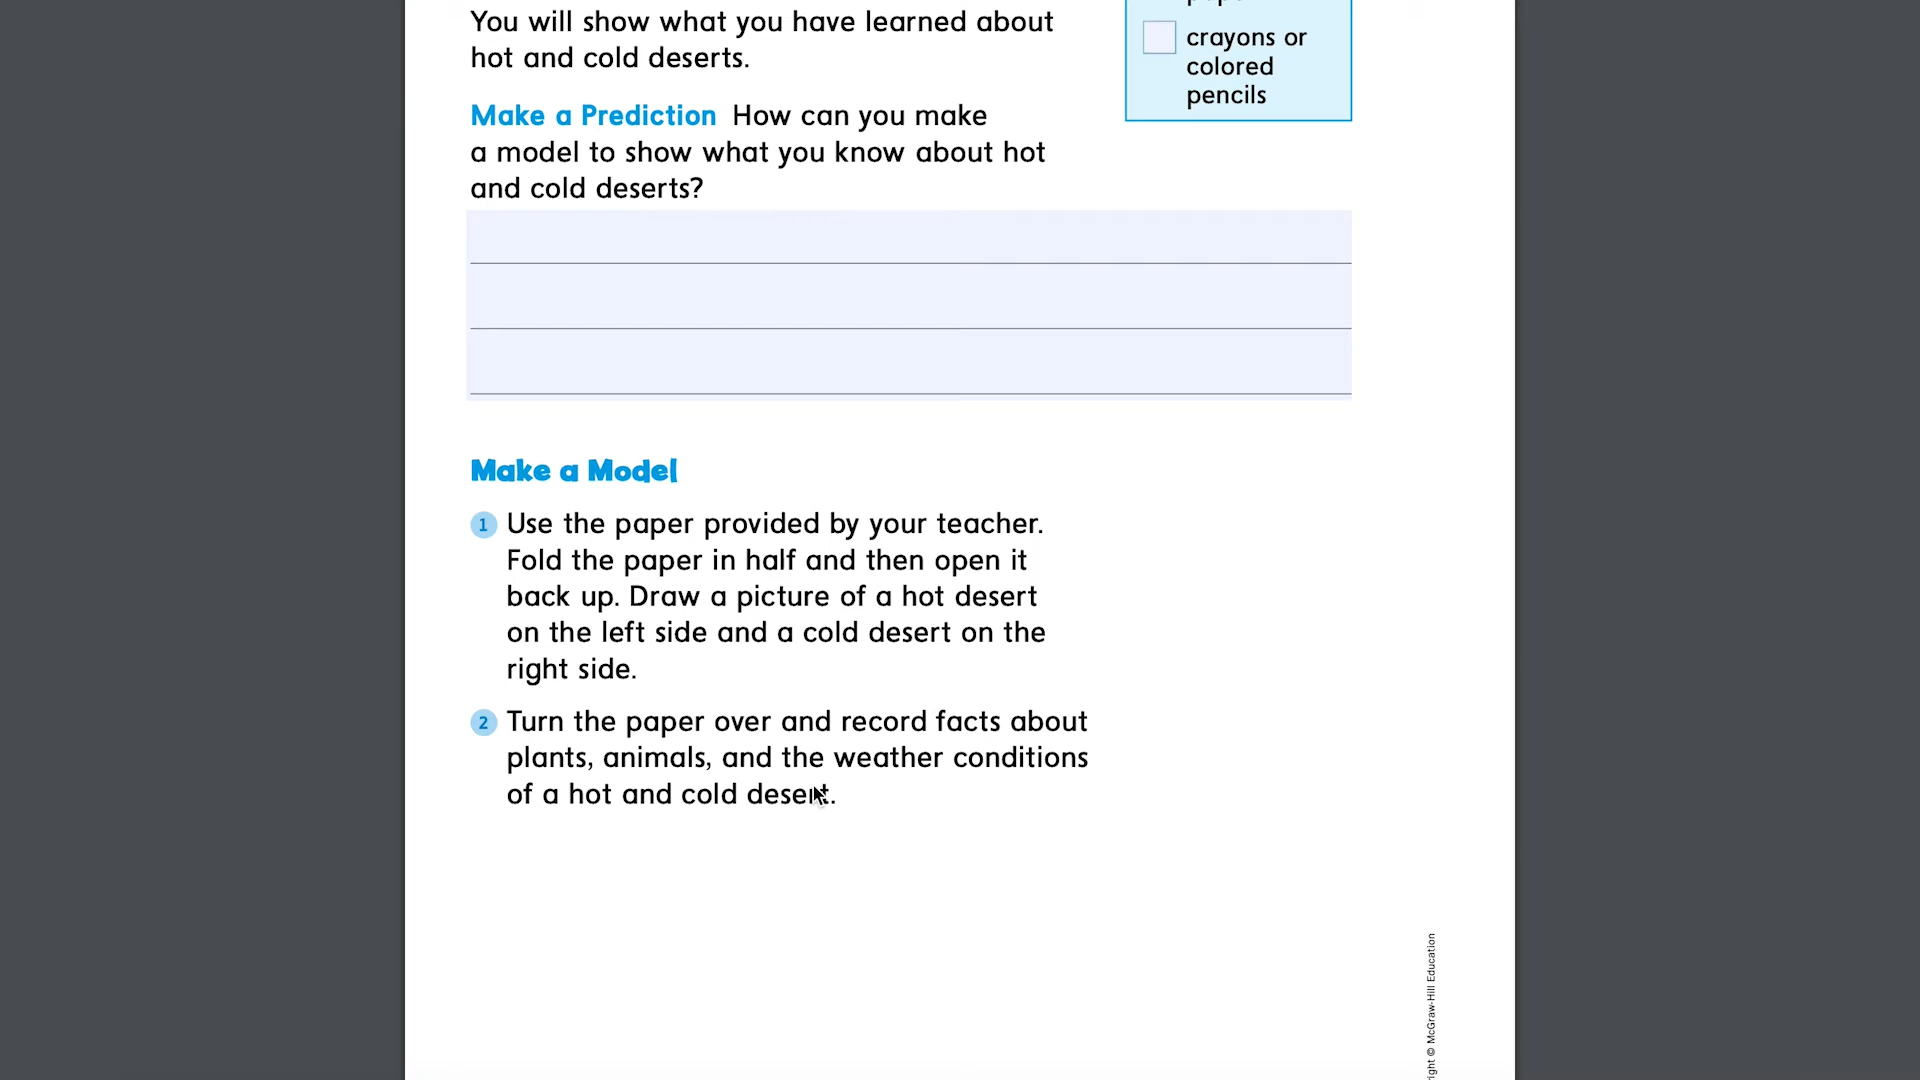 You will show what you have learned about
hot and cold deserts.
crayons or
colored
pencils
Make a Prediction How can you make
a model to show what you know about hot
and cold deserts?
Make a Model
1 Use the paper provided by your teacher.
Fold the paper in half and then open it
back up. Draw a picture of a hot desert
on the left side and a cold desert on the
right side.
2 Turn the paper over and record facts about
plants, animals, and the weather conditions
of a hot and cold desert.
right © McGraw-Hill Education